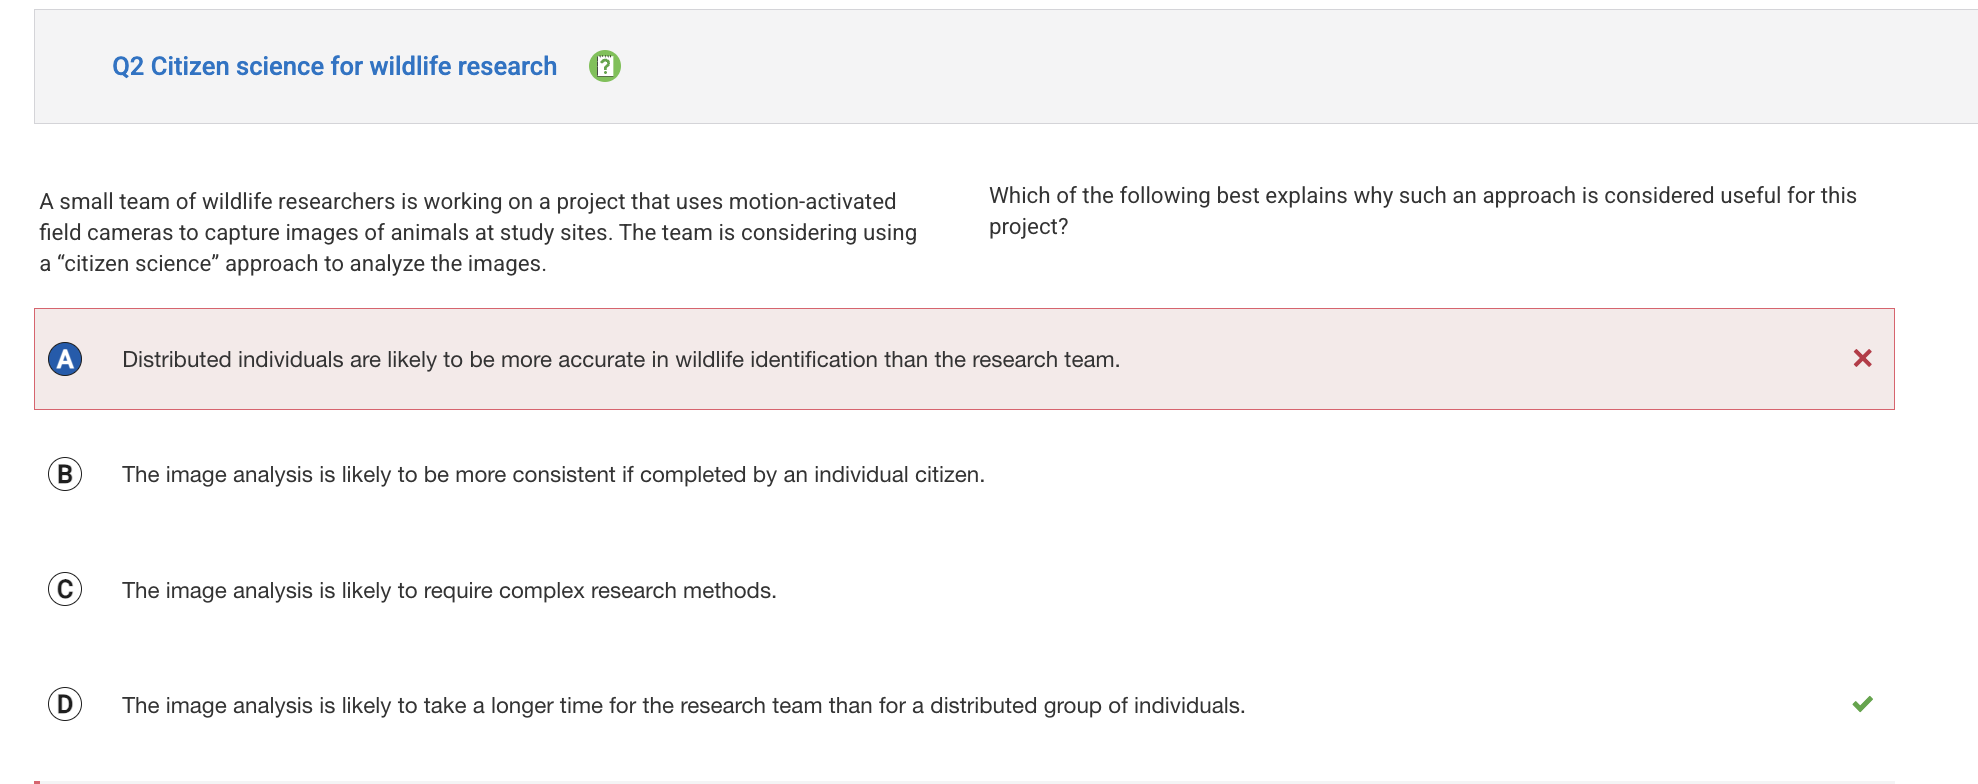 Q2 Citizen science for wildlife research ?
A small team of wildlife researchers is working on a project that uses motion-activated
field cameras to capture images of animals at study sites. The team is considering using
a “citizen science” approach to analyze the images.
Which of the following best explains why such an approach is considered useful for this
project?
A Distributed individuals are likely to be more accurate in wildlife identification than the research team.
B The image analysis is likely to be more consistent if completed by an individual citizen.
C The image analysis is likely to require complex research methods.
D The image analysis is likely to take a longer time for the research team than for a distributed group of individuals.